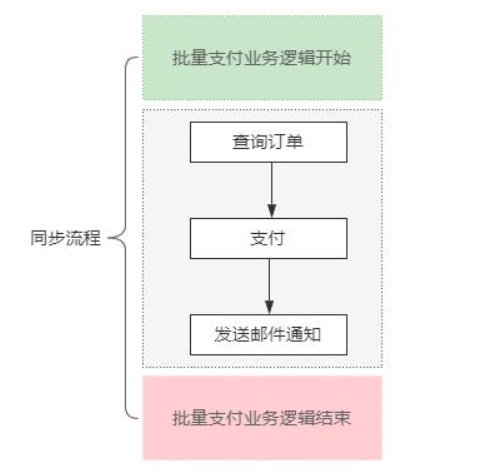 批量支付业务逻辑开始
查询订单
同步流程
支付
发送邮件通知
批量支付业务逻辑结束